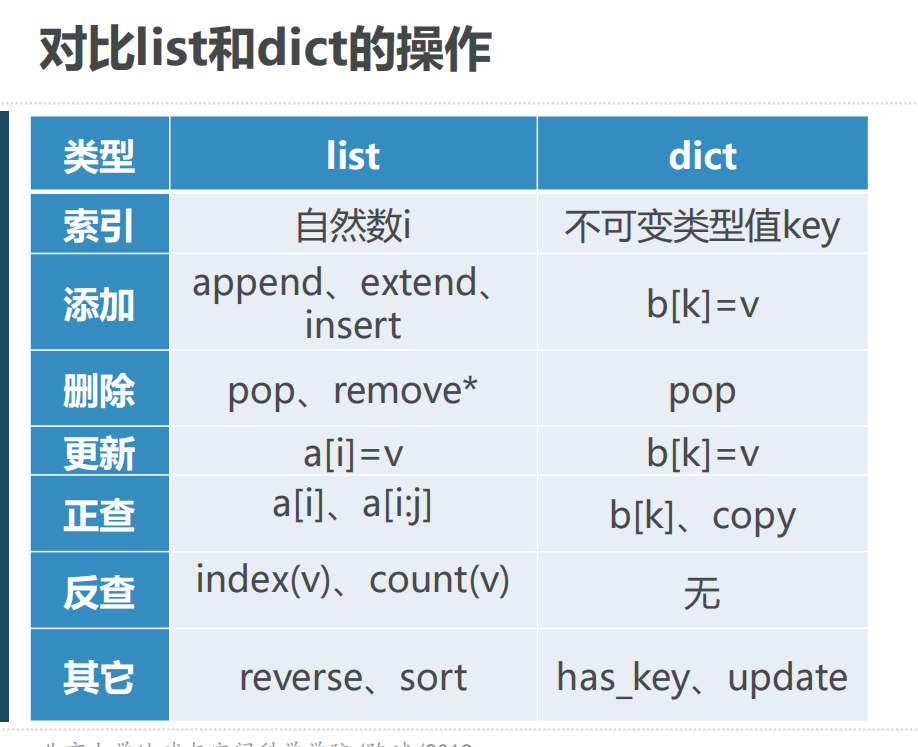 对比list和dict的操作
类型 list dict
索引 自然数i 不可变类型值key
添加 append、extend、 b[k]=v
insert
删除 pop、remove* pop
更新 a[i]=v b[k]=v
正查 a[i]、a[i:j] b[k]、copy
反查 index(v)、count(v) 无
其它 reverse、sort has_key、update